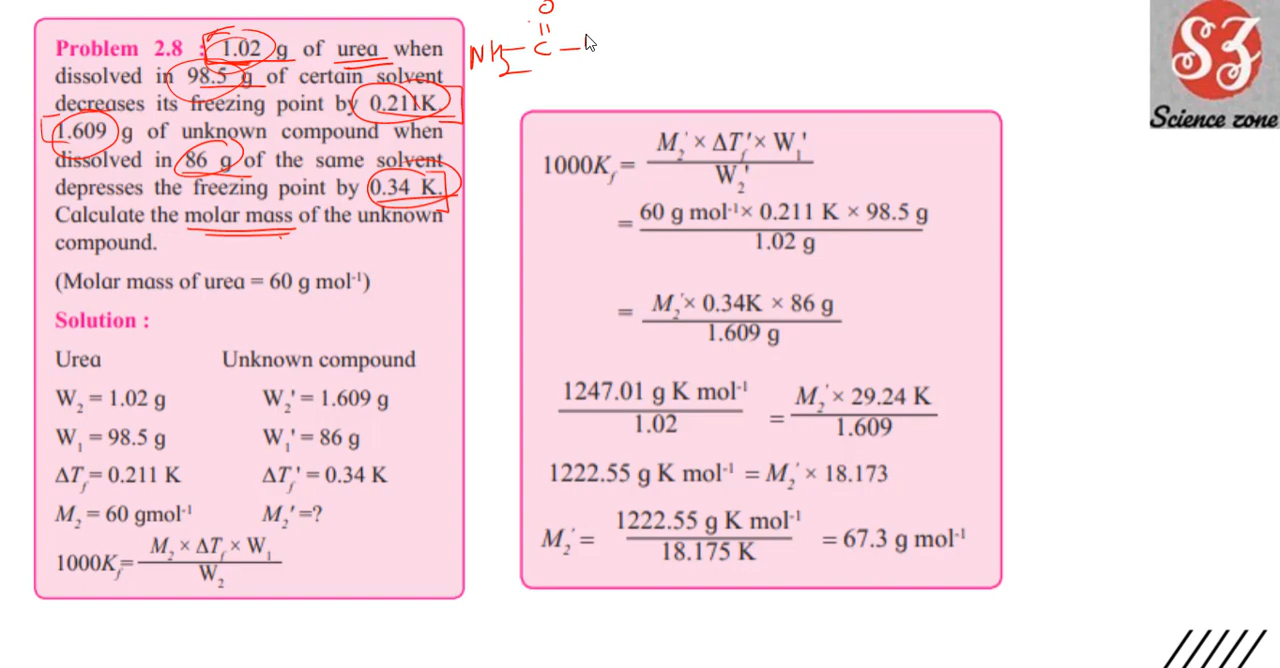 Problem 2.8 : 1.02 g of urea when
dissolved in 98.5 g of certain solvent
decreases its freezing point by 0.211K.
1.609 g of unknown compound when
dissolved in 86 g of the same solvent
depresses the freezing point by 0.34 K.
Calculate the molar mass of the unknown
compound.
(Molar mass of urea = 60 g mol⁻¹)
Solution :
Urea Unknown compound
W₂ = 1.02 g W₂' = 1.609 g
W₁ = 98.5 g W₁' = 86 g
ΔT_f = 0.211 K ΔT_f' = 0.34 K
M₂ = 60 gmol⁻¹ M₂' =?
1000K_f = (M₂ × ΔT_f × W₁) / W₂
O
||
NH₂ – C –
1000K_f = (M₂' × ΔT_f' × W₁') / W₂'
= (60 g mol⁻¹ × 0.211 K × 98.5 g) / 1.02 g
= (M₂' × 0.34K × 86 g) / 1.609 g
1247.01 g K mol⁻¹ / 1.02 = (M₂' × 29.24 K) / 1.609
1222.55 g K mol⁻¹ = M₂' × 18.173
M₂' = 1222.55 g K mol⁻¹ / 18.175 K = 67.3 g mol⁻¹
SZ
Science zone